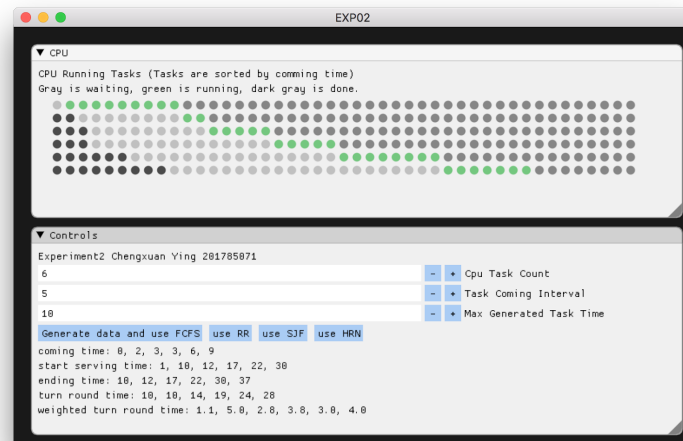 EXP02
▼ CPU
CPU Running Tasks (Tasks are sorted by comming time)
Gray is waiting, green is running, dark gray is done.
▼ Controls
Experiment2 Chengxuan Ying 201785071
6 - + Cpu Task Count
5 - + Task Coming Interval
10 - + Max Generated Task Time
Generate data and use FCFS use RR use SJF use HRN
coming time: 0, 2, 3, 3, 6, 9
start serving time: 1, 10, 12, 17, 22, 30
ending time: 10, 12, 17, 22, 30, 37
turn round time: 10, 10, 14, 19, 24, 28
weighted turn round time: 1.1, 5.0, 2.8, 3.8, 3.0, 4.0